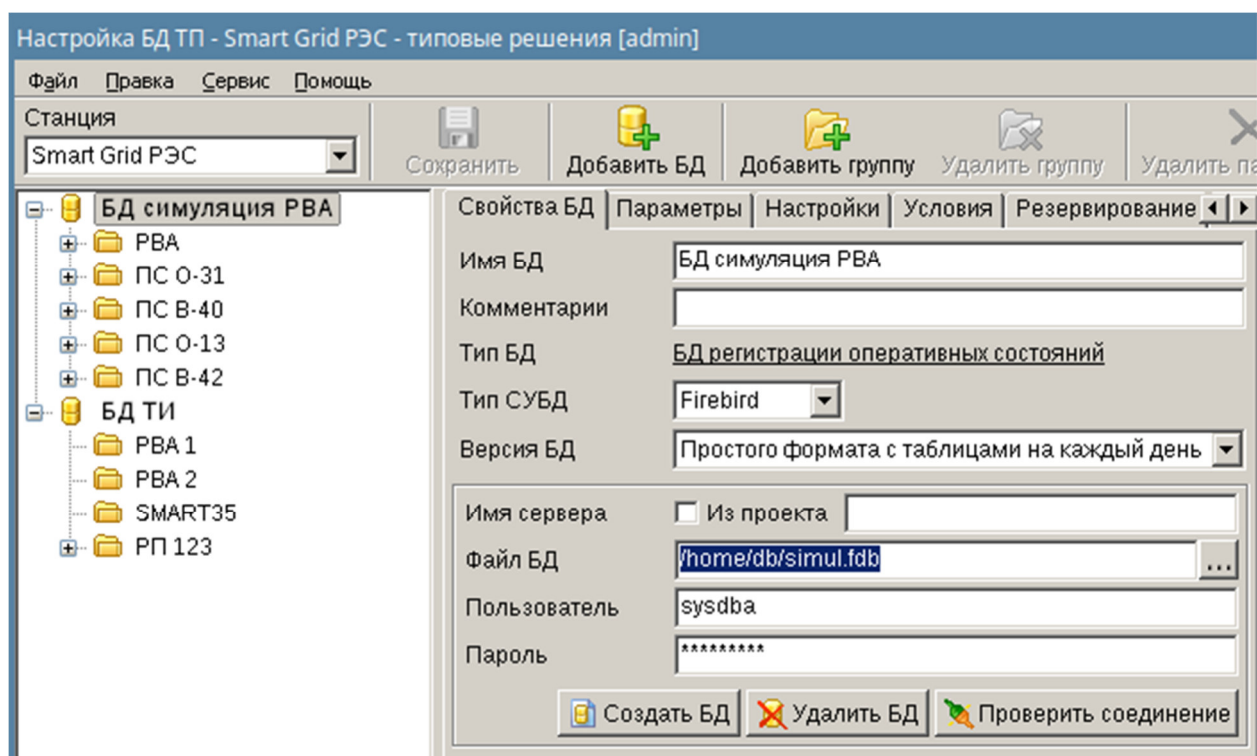 Настройка БД ТП - Smart Grid РЭС - типовые решения [admin]
Файл Правка Сервис Помощь
Станция
Smart Grid РЭС
Сохранить Добавить БД Добавить группу Удалить группу Удалить
БД симуляция РВА
РВА
ПС О-31
ПС В-40
ПС О-13
ПС В-42
БД ТИ
РВА 1
РВА 2
SMART35
РП 123
Свойства БД Параметры Настройки Условия Резервирование
Имя БД БД симуляция РВА
Комментарии
Тип БД БД регистрации оперативных состояний
Тип СУБД Firebird
Версия БД Простого формата с таблицами на каждый день
Имя сервера Из проекта
Файл БД /home/db/simul.fdb ...
Пользователь sysdba
Пароль *********
Создать БД Удалить БД Проверить соединение